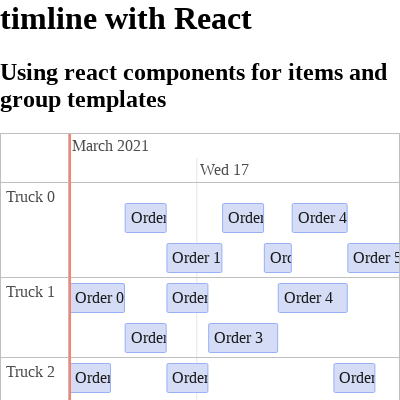 timline with React
Using react components for items and
group templates
March 2021
Wed 17
Truck 0
Order
Order
Order 4
Order 1
Order 5
Truck 1
Order 0
Order
Order 4
Order
Order 3
Truck 2
Order
Order
Order